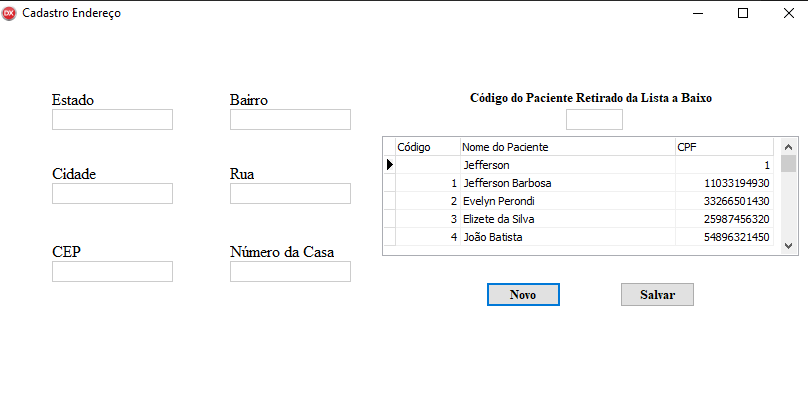 DX Cadastro Endereço
Estado
Bairro
Código do Paciente Retirado da Lista a Baixo
Cidade
Rua
CEP
Número da Casa
Código Nome do Paciente CPF
Jefferson 1
1 Jefferson Barbosa 11033194930
2 Evelyn Perondi 33266501430
3 Elizete da Silva 25987456320
4 João Batista 54896321450
Novo
Salvar